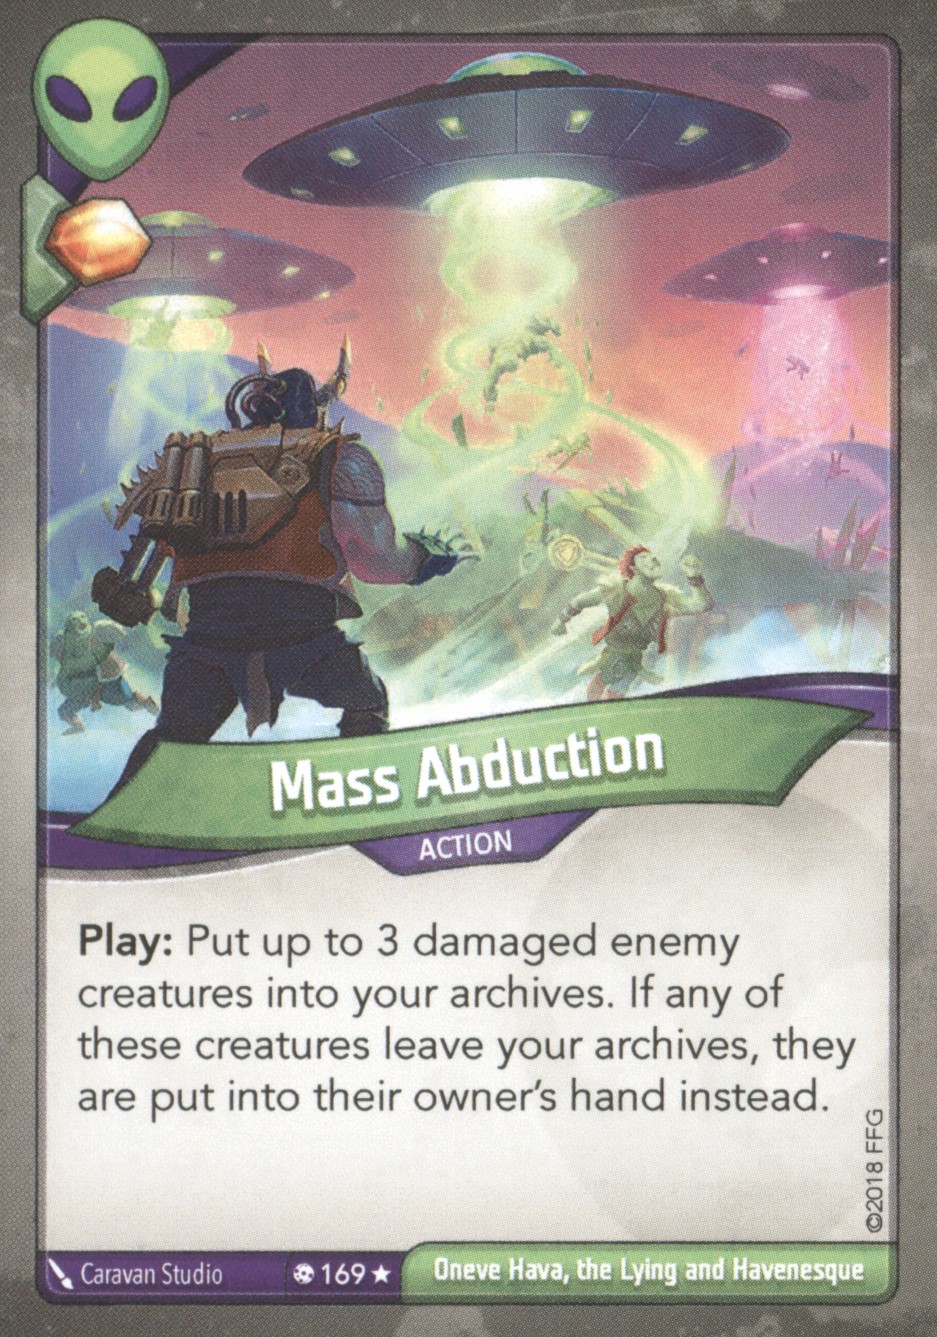 Mass Abduction
ACTION
Play: Put up to 3 damaged enemy
creatures into your archives. If any of
these creatures leave your archives, they
are put into their owner's hand instead.
©2018 FFG
Caravan Studio
169
Oneve Hava, the Lying and Havenesque